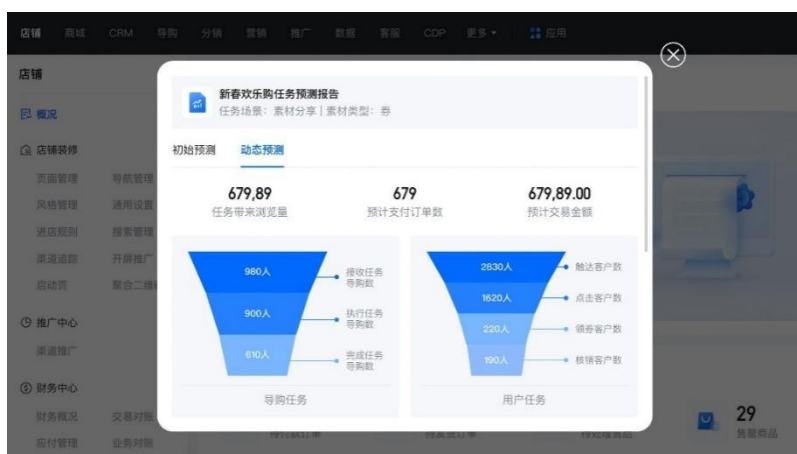 店铺 商城 CRM 导购 分销 营销 推广 数据 客服 CDP 更多 应用
店铺
概况
店铺装修
页面管理 导航管理
风格管理 通用设置
进店规则 搜索管理
渠道追踪 开屏推广
启动页 聚合二维
推广中心
渠道推广
财务中心
财务概况 交易对账
应付管理 业务对账
新春欢乐购任务预测报告
任务场景：素材分享 | 素材类型：券
初始预测 动态预测
679,89 679 679,89.00
任务带来浏览量 预计支付订单数 预计交易金额
980人 接收任务
导购数
900人 执行任务
导购数
610人 完成任务
导购数
导购任务
2830人 触达客户数
1620人 点击客户数
220人 领券客户数
190人 核销客户数
用户任务
29
售罄商品